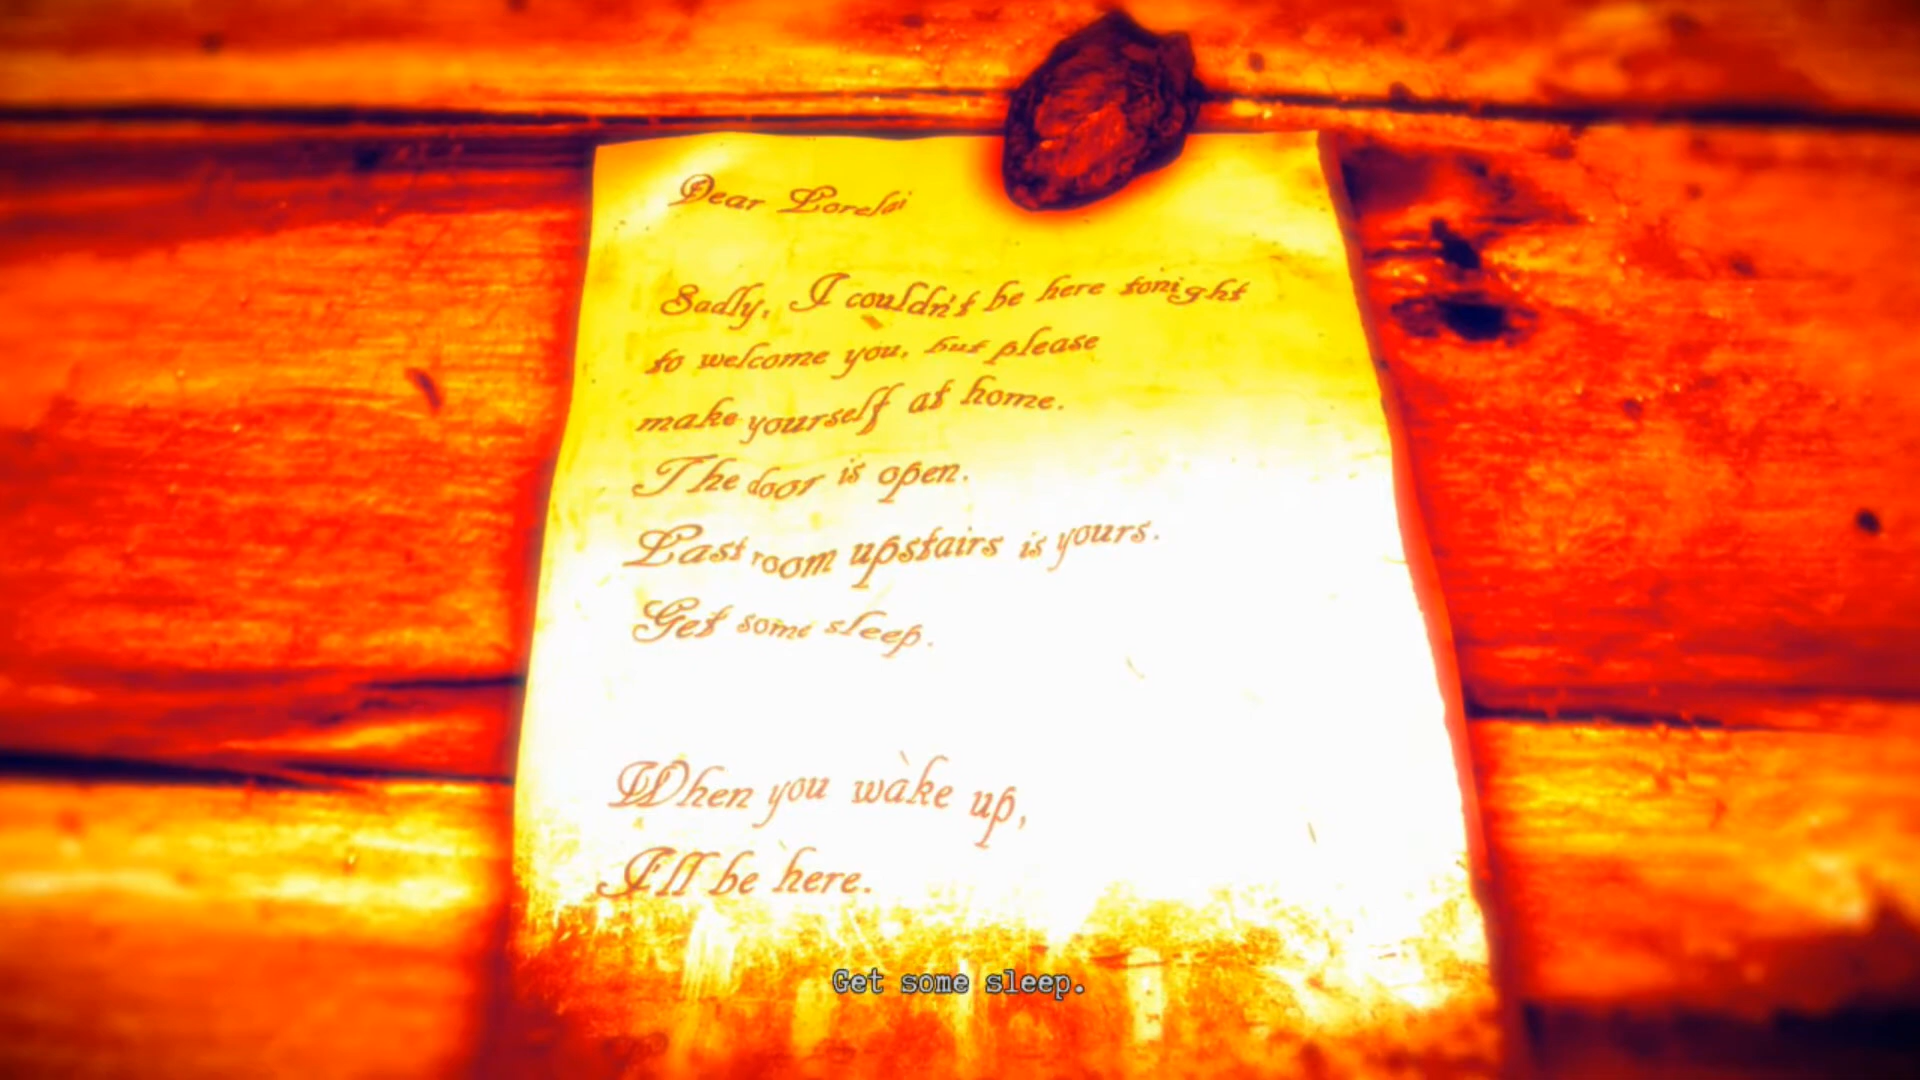 Dear Lorelai
Sadly, I couldn't be here tonight
to welcome you, but please
make yourself at home.
The door is open.
Last room upstairs is yours.
Get some sleep.
When you wake up,
I'll be here.
Get some sleep.